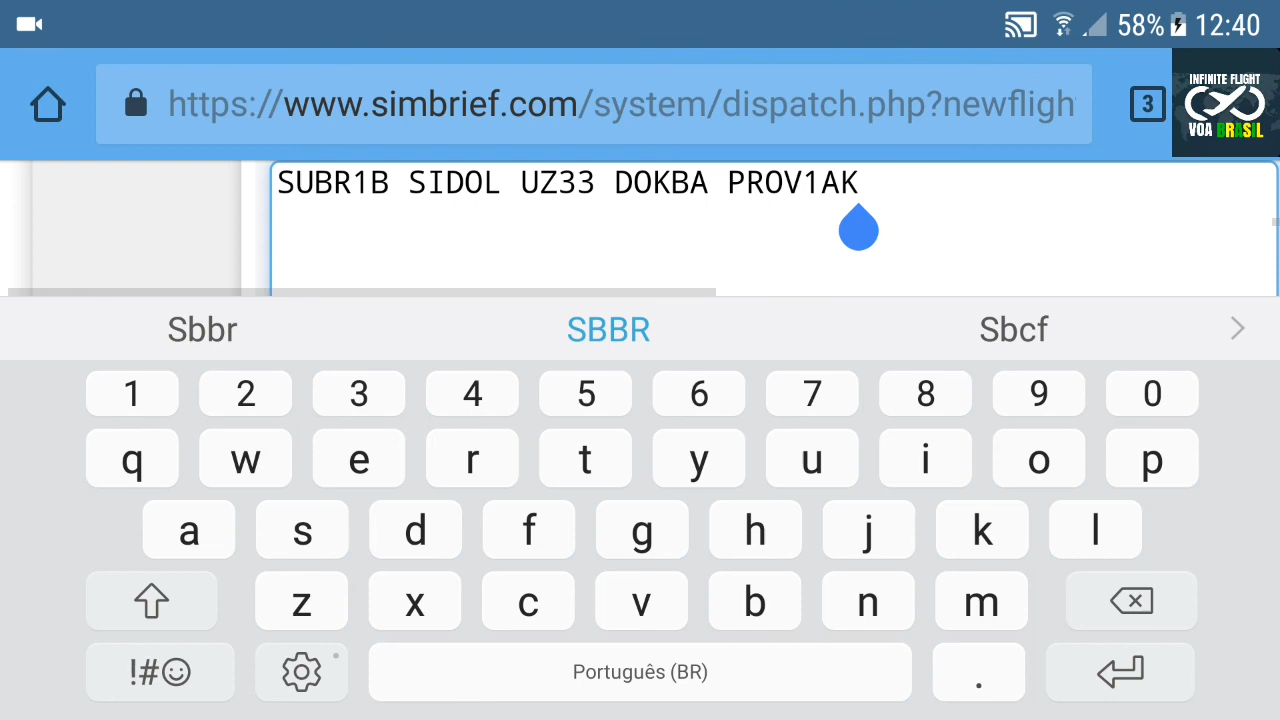 58% 12:40
https://www.simbrief.com/system/dispatch.php?newfligh
3
INFINITE FLIGHT
VOA BRASIL
SUBR1B SIDOL UZ33 DOKBA PROV1AK
Sbbr SBBR Sbcf
1 2 3 4 5 6 7 8 9 0
q w e r t y u i o p
a s d f g h j k l
z x c v b n m
!#☺ Português (BR) .